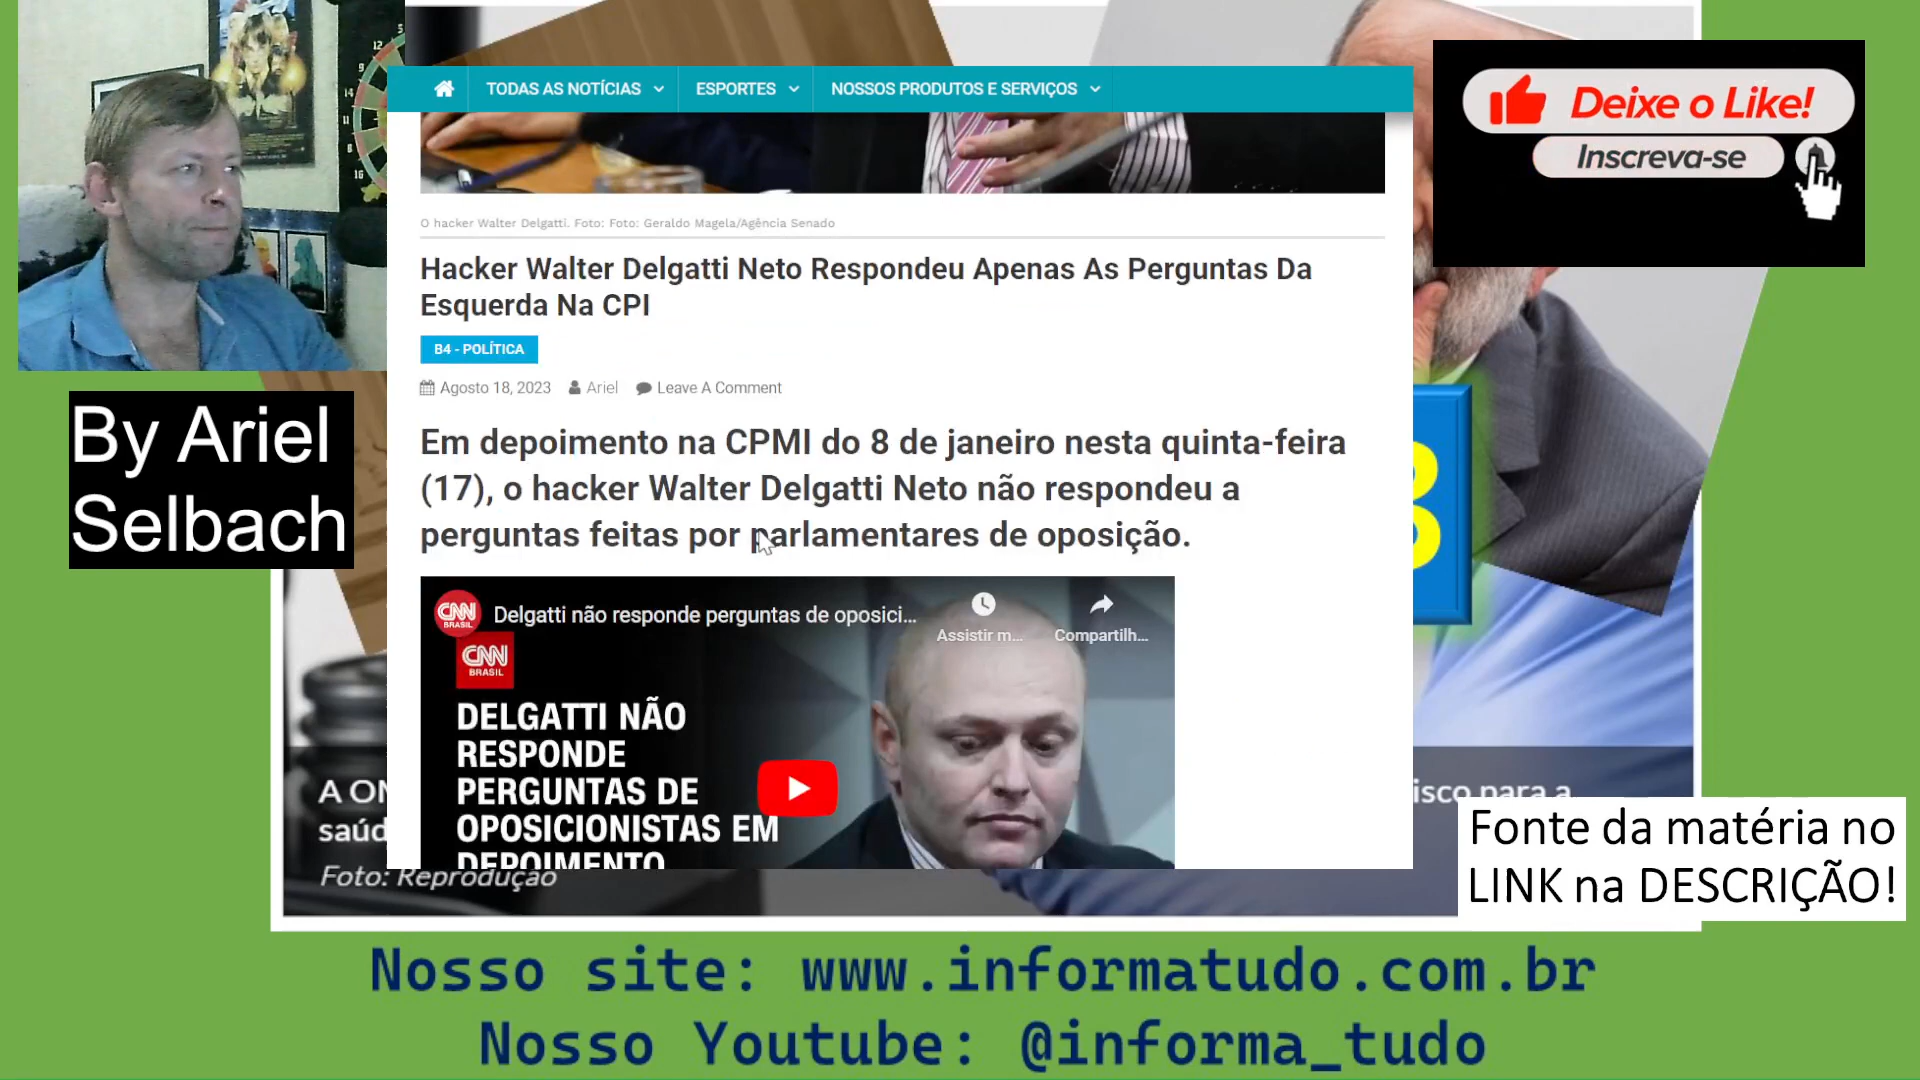 TODAS AS NOTÍCIAS
ESPORTES
NOSSOS PRODUTOS E SERVIÇOS
Deixe o Like!
Inscreva-se
O hacker Walter Delgatti. Foto: Foto: Geraldo Magela/Agência Senado
Hacker Walter Delgatti Neto Respondeu Apenas As Perguntas Da
Esquerda Na CPI
B4 - POLÍTICA
Agosto 18, 2023 Ariel Leave A Comment
By Ariel
Selbach
Em depoimento na CPMI do 8 de janeiro nesta quinta-feira
(17), o hacker Walter Delgatti Neto não respondeu a
perguntas feitas por parlamentares de oposição.
CNN
BRASIL
Delgatti não responde perguntas de oposici...
Assistir m...
Compartilh...
CNN
BRASIL
DELGATTI NÃO
RESPONDE
PERGUNTAS DE
OPOSICIONISTAS EM
DEPOIMENTO
saúd
para a
Foto: Reprodução
Fonte da matéria no
LINK na DESCRIÇÃO!
Nosso site: www.informatudo.com.br
Nosso Youtube: @informa_tudo